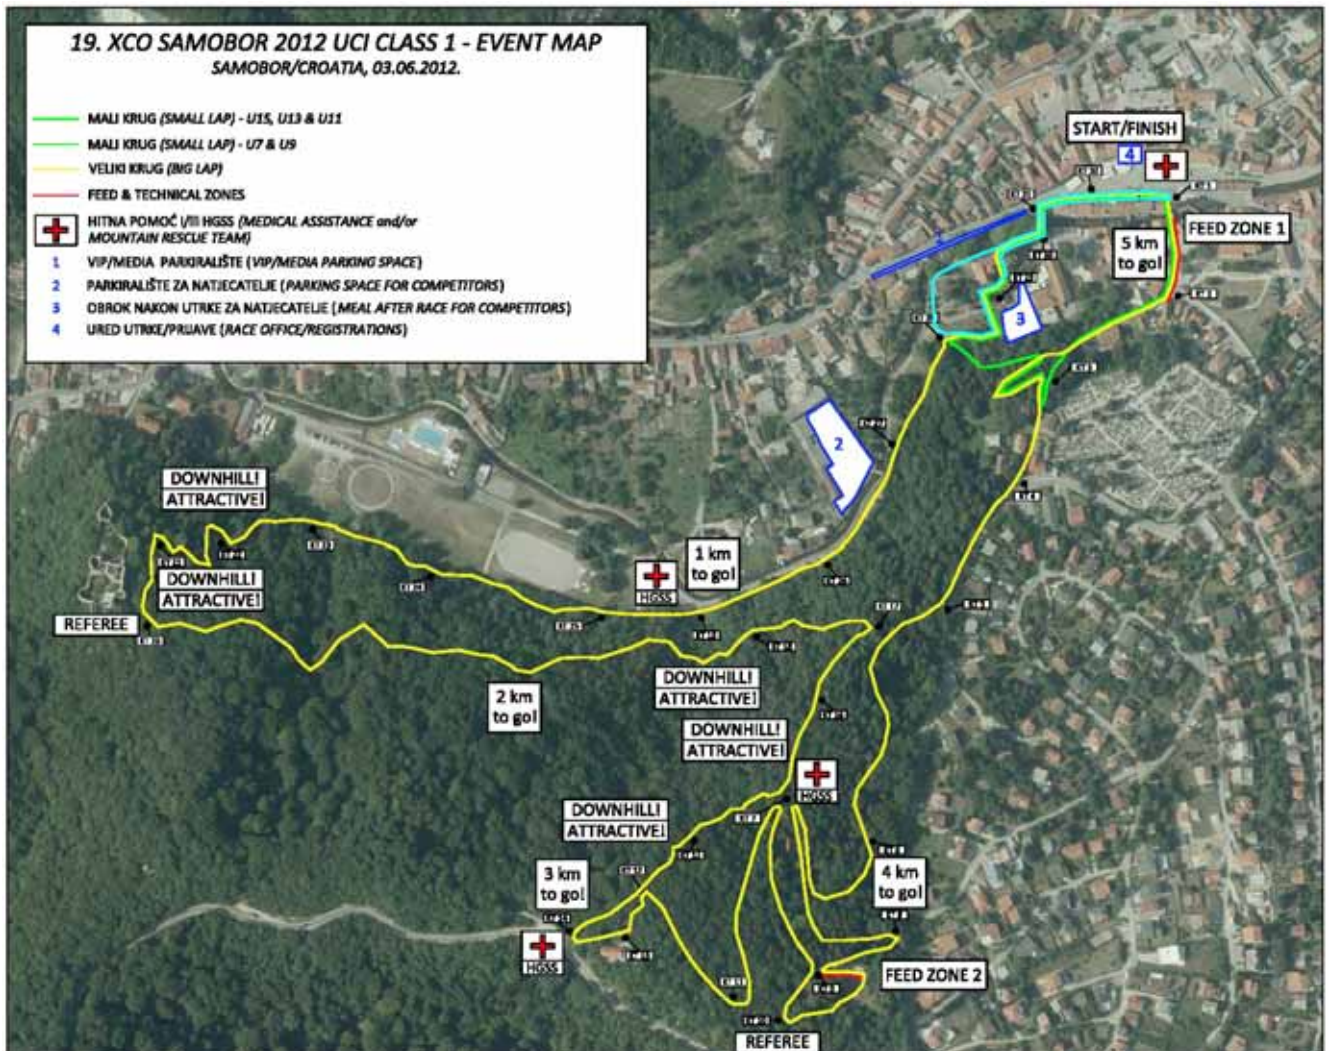 19. XCO SAMOBOR 2012 UCI CLASS 1 - EVENT MAP
SAMOBOR/CROATIA, 03.06.2012.
MALI KRUG (SMALL LAP) - U15, U13 & U11
MALI KRUG (SMALL LAP) - U7 & U9
VELIKI KRUG (BIG LAP)
FEED & TECHNICAL ZONES
HITNA POMOĆ I/ILI HGSS (MEDICAL ASSISTANCE and/or
MOUNTAIN RESCUE TEAM)
1 VIP/MEDIA PARKIRALIŠTE (VIP/MEDIA PARKING SPACE)
2 PARKIRALIŠTE ZA NATJECATELJE (PARKING SPACE FOR COMPETITORS)
3 OBROK NAKON UTRKE ZA NATJECATELJE (MEAL AFTER RACE FOR COMPETITORS)
4 URED UTRKE/PRIJAVE (RACE OFFICE/REGISTRATIONS)
START/FINISH
4
FEED ZONE 1
1
5 km
to go!
3
2
DOWNHILL!
ATTRACTIVE!
1 km
to go!
HGSS
DOWNHILL!
ATTRACTIVE!
REFEREE
DOWNHILL!
ATTRACTIVE!
2 km
to go!
DOWNHILL!
ATTRACTIVE!
HGSS
DOWNHILL!
ATTRACTIVE!
3 km
to go!
4 km
to go!
HGSS
FEED ZONE 2
REFEREE